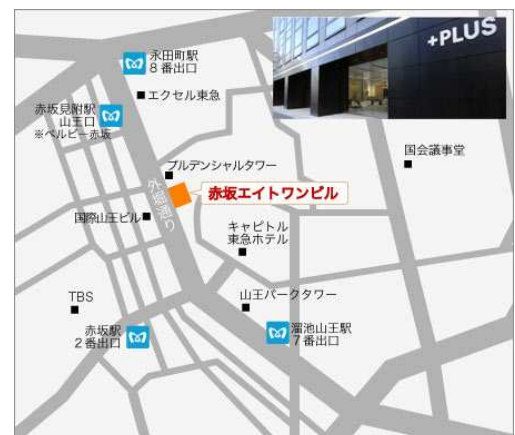 +PLUS
永田町駅
8番出口
エクセル東急
赤坂見附駅
山王口
※ベルビー赤坂
国会議事堂
プルデンシャルタワー
赤坂エイトワンビル
外堀通り
国際山王ビル
キャピトル
東急ホテル
TBS
山王パークタワー
赤坂駅
2番出口
溜池山王駅
7番出口